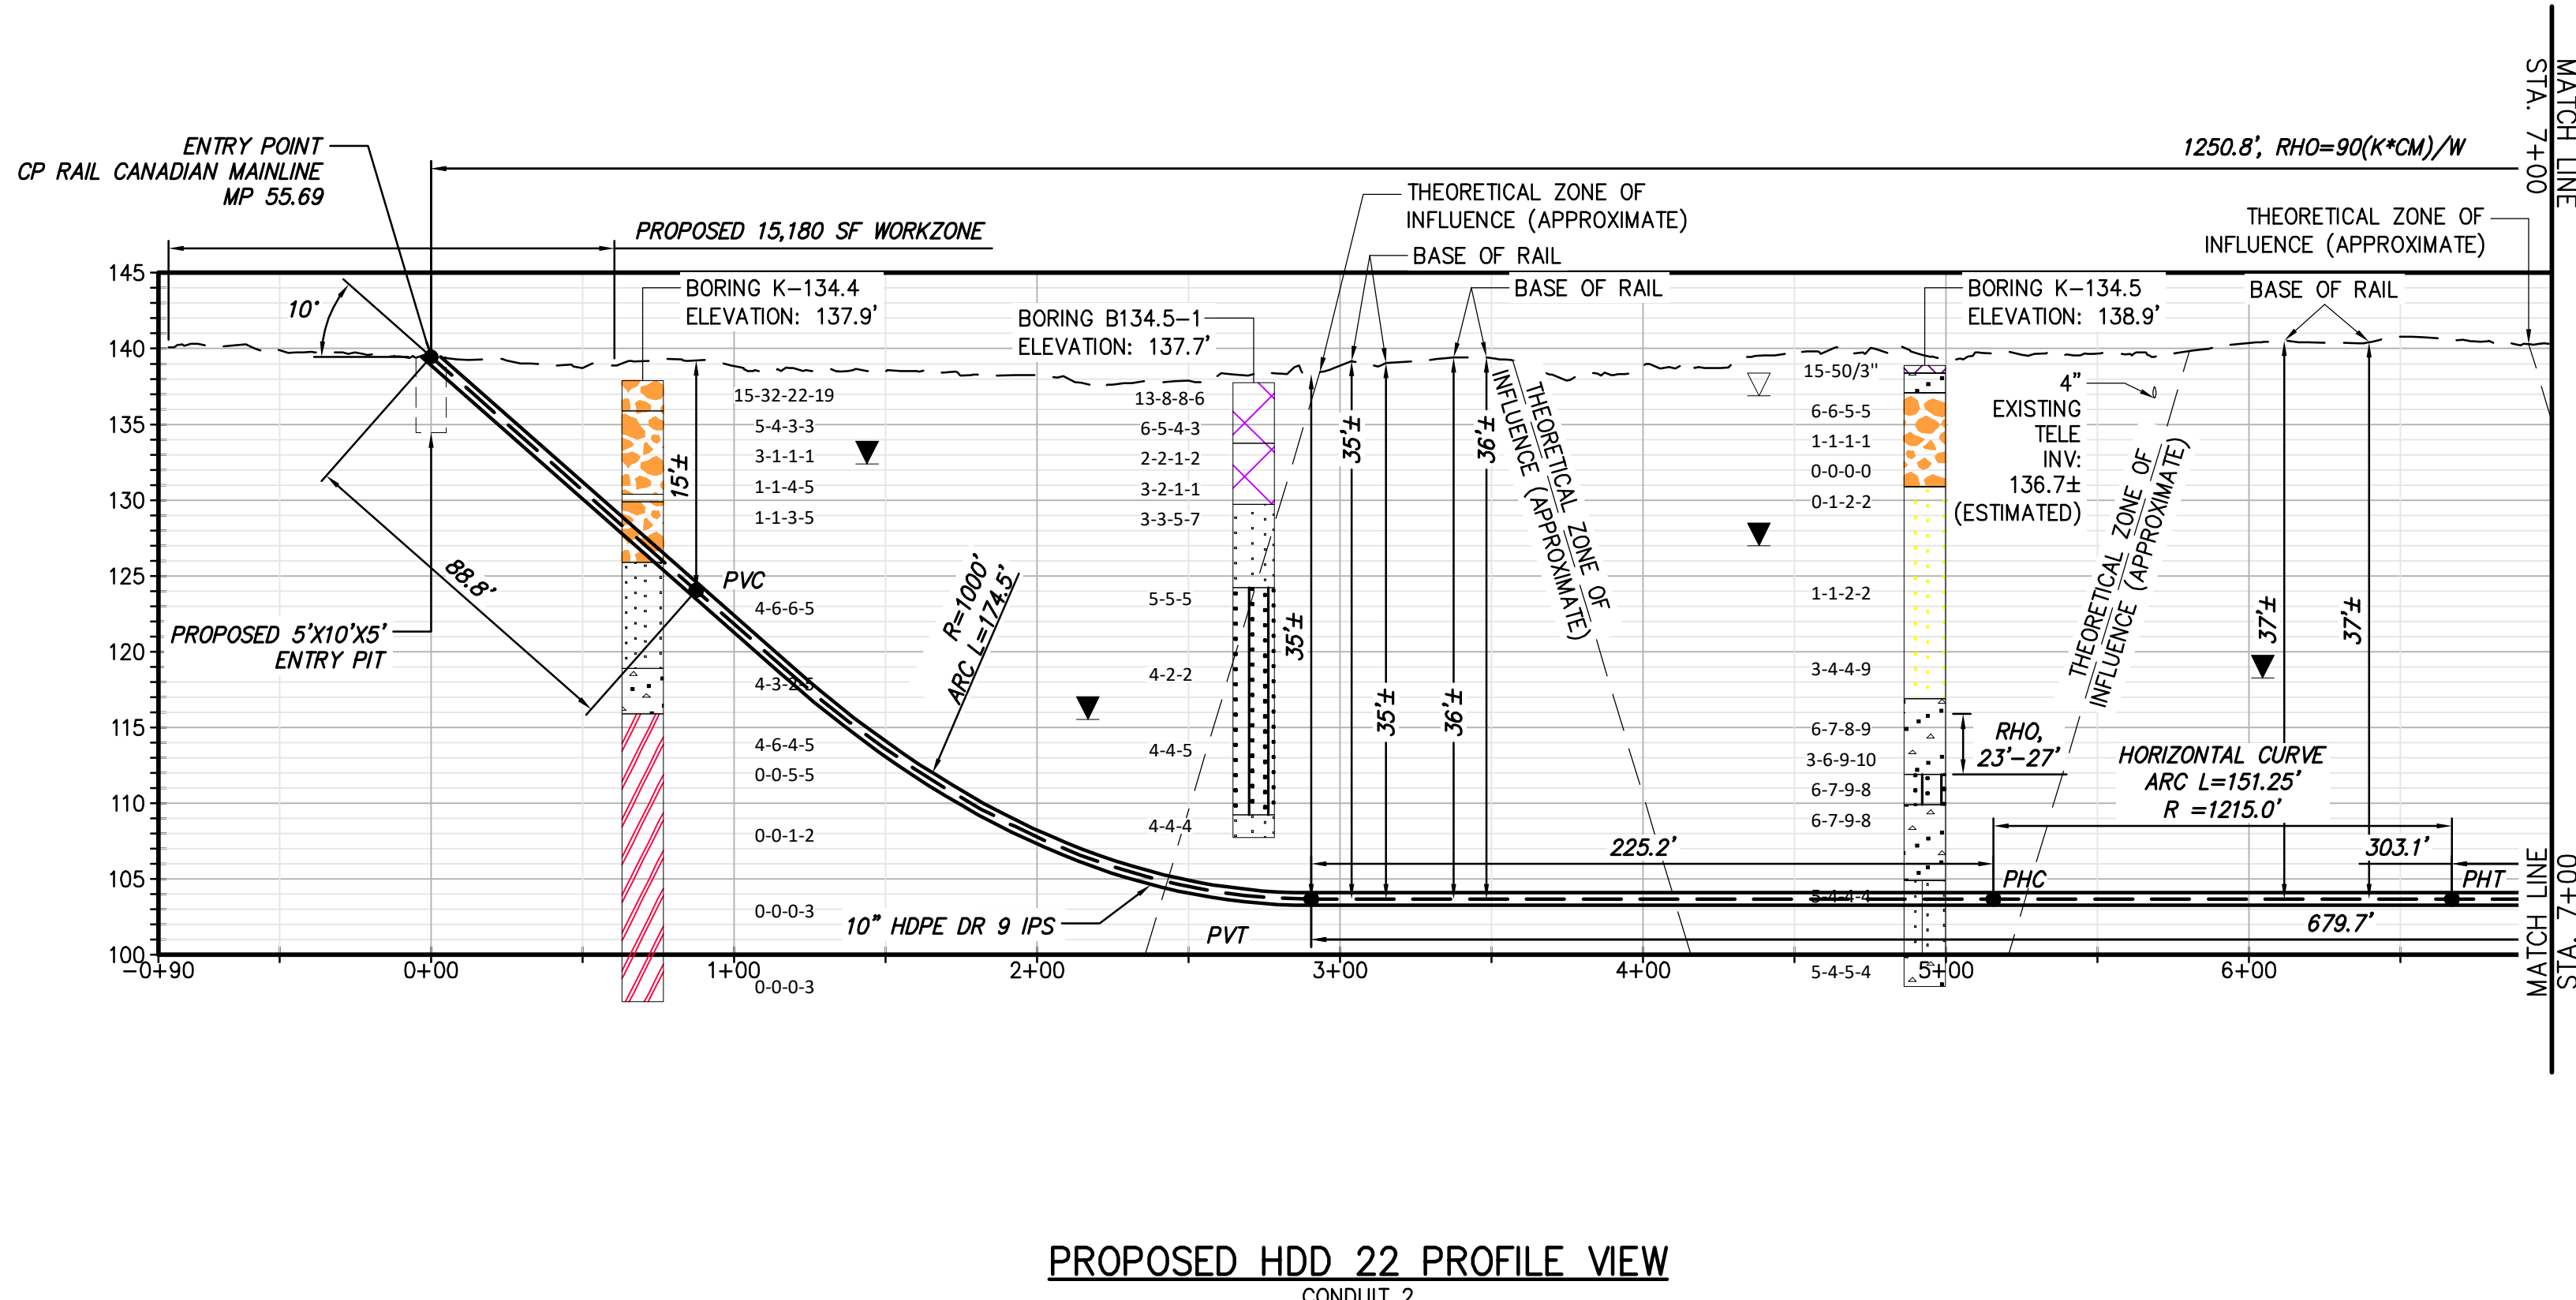 MATCH LINE
STA. 7+00
ENTRY POINT
CP RAIL CANADIAN MAINLINE
MP 55.69
1250.8', RHO=90(K*CM)/W
THEORETICAL ZONE OF
INFLUENCE (APPROXIMATE)
THEORETICAL ZONE OF
INFLUENCE (APPROXIMATE)
PROPOSED 15,180 SF WORKZONE
BASE OF RAIL
145
10°
BORING K-134.4
ELEVATION: 137.9'
BORING B134.5-1
ELEVATION: 137.7'
BASE OF RAIL
BORING K-134.5
ELEVATION: 138.9'
BASE OF RAIL
140
135
130
125
120
115
110
105
100
15-32-22-19
5-4-3-3
3-1-1-1
1-1-4-5
1-1-3-5
4-6-6-5
4-3-2-5
4-6-4-5
0-0-5-5
0-0-1-2
0-0-0-3
0-0-0-3
15'±
PVC
88.8'
PROPOSED 5'X10'X5'
ENTRY PIT
R=1000'
ARC L=174.5'
13-8-8-6
6-5-4-3
2-2-1-2
3-2-1-1
3-3-5-7
5-5-5
4-2-2
4-4-5
4-4-4
35'±
35'±
35'±
36'±
36'±
THEORETICAL ZONE OF
INFLUENCE (APPROXIMATE)
15-50/3"
6-6-5-5
1-1-1-1
0-0-0-0
0-1-2-2
1-1-2-2
3-4-4-9
6-7-8-9
3-6-9-10
6-7-9-8
6-7-9-8
5-4-4-4
5-4-5-4
4"
EXISTING
TELE
INV:
136.7±
(ESTIMATED)
THEORETICAL ZONE OF
INFLUENCE (APPROXIMATE)
37'±
37'±
RHO,
23'-27'
HORIZONTAL CURVE
ARC L=151.25'
R =1215.0'
225.2'
303.1'
PHC
PHT
10" HDPE DR 9 IPS
PVT
679.7'
-0+90
0+00
1+00
2+00
3+00
4+00
5+00
6+00
MATCH LINE
STA. 7+00
PROPOSED HDD 22 PROFILE VIEW
CONDUIT 2